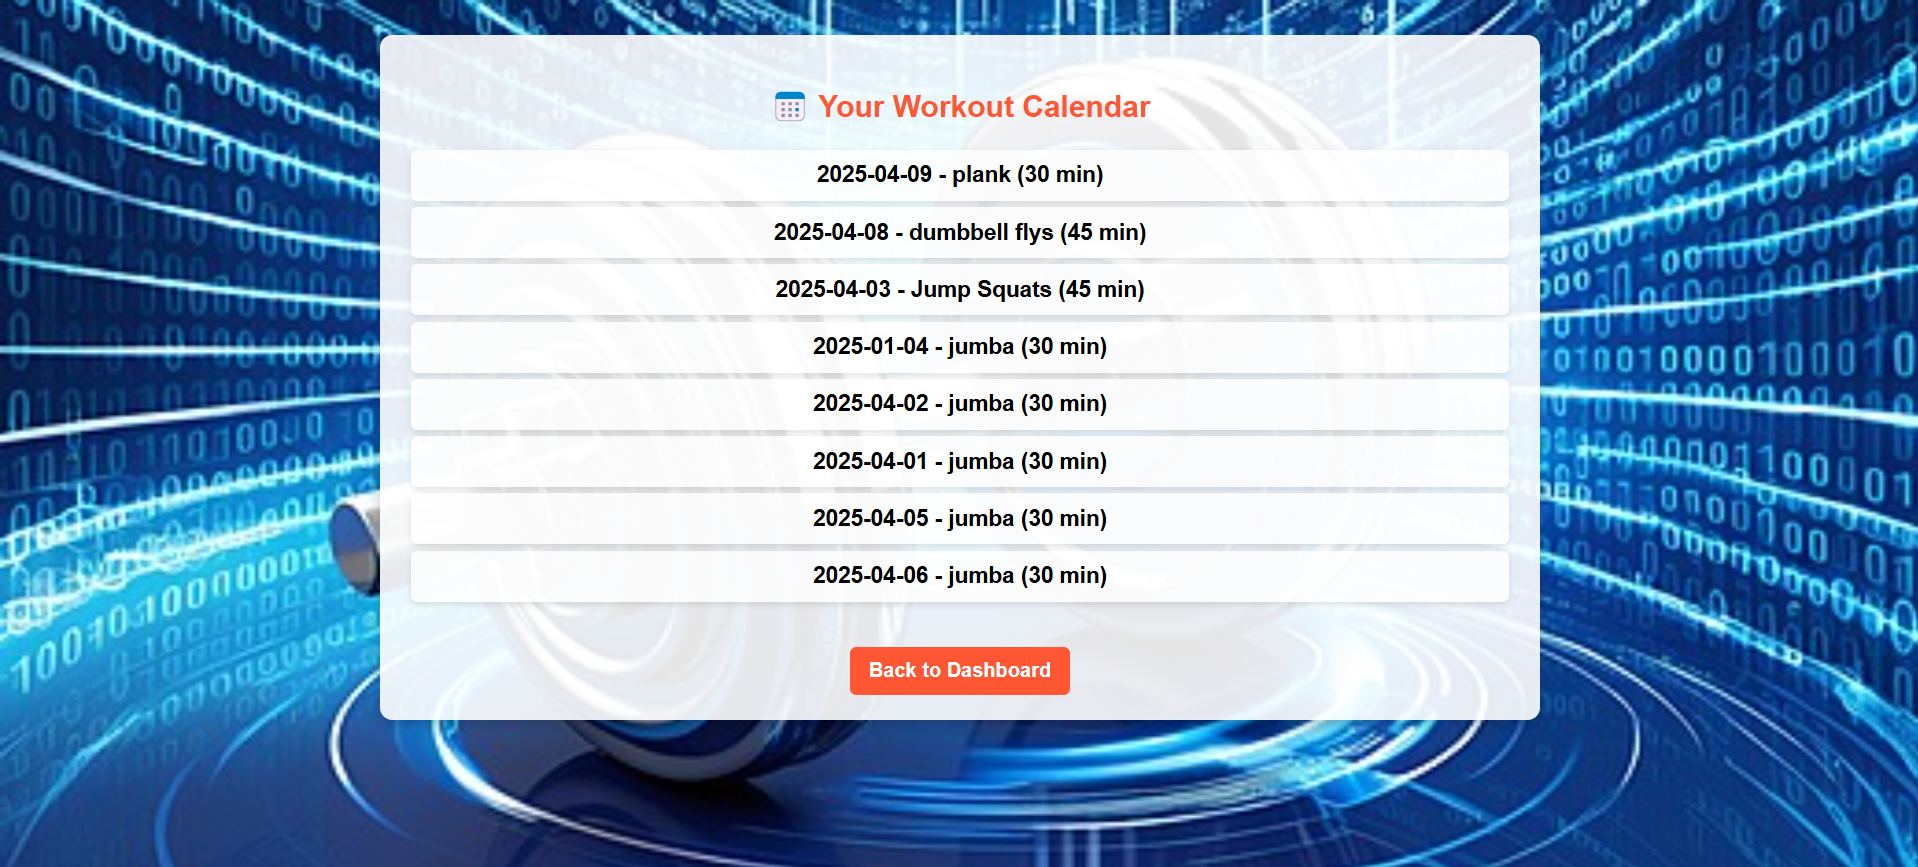 Your Workout Calendar
2025-04-09 - plank (30 min)
2025-04-08 - dumbbell flys (45 min)
2025-04-03 - Jump Squats (45 min)
2025-01-04 - jumba (30 min)
2025-04-02 - jumba (30 min)
2025-04-01 - jumba (30 min)
2025-04-05 - jumba (30 min)
2025-04-06 - jumba (30 min)
Back to Dashboard